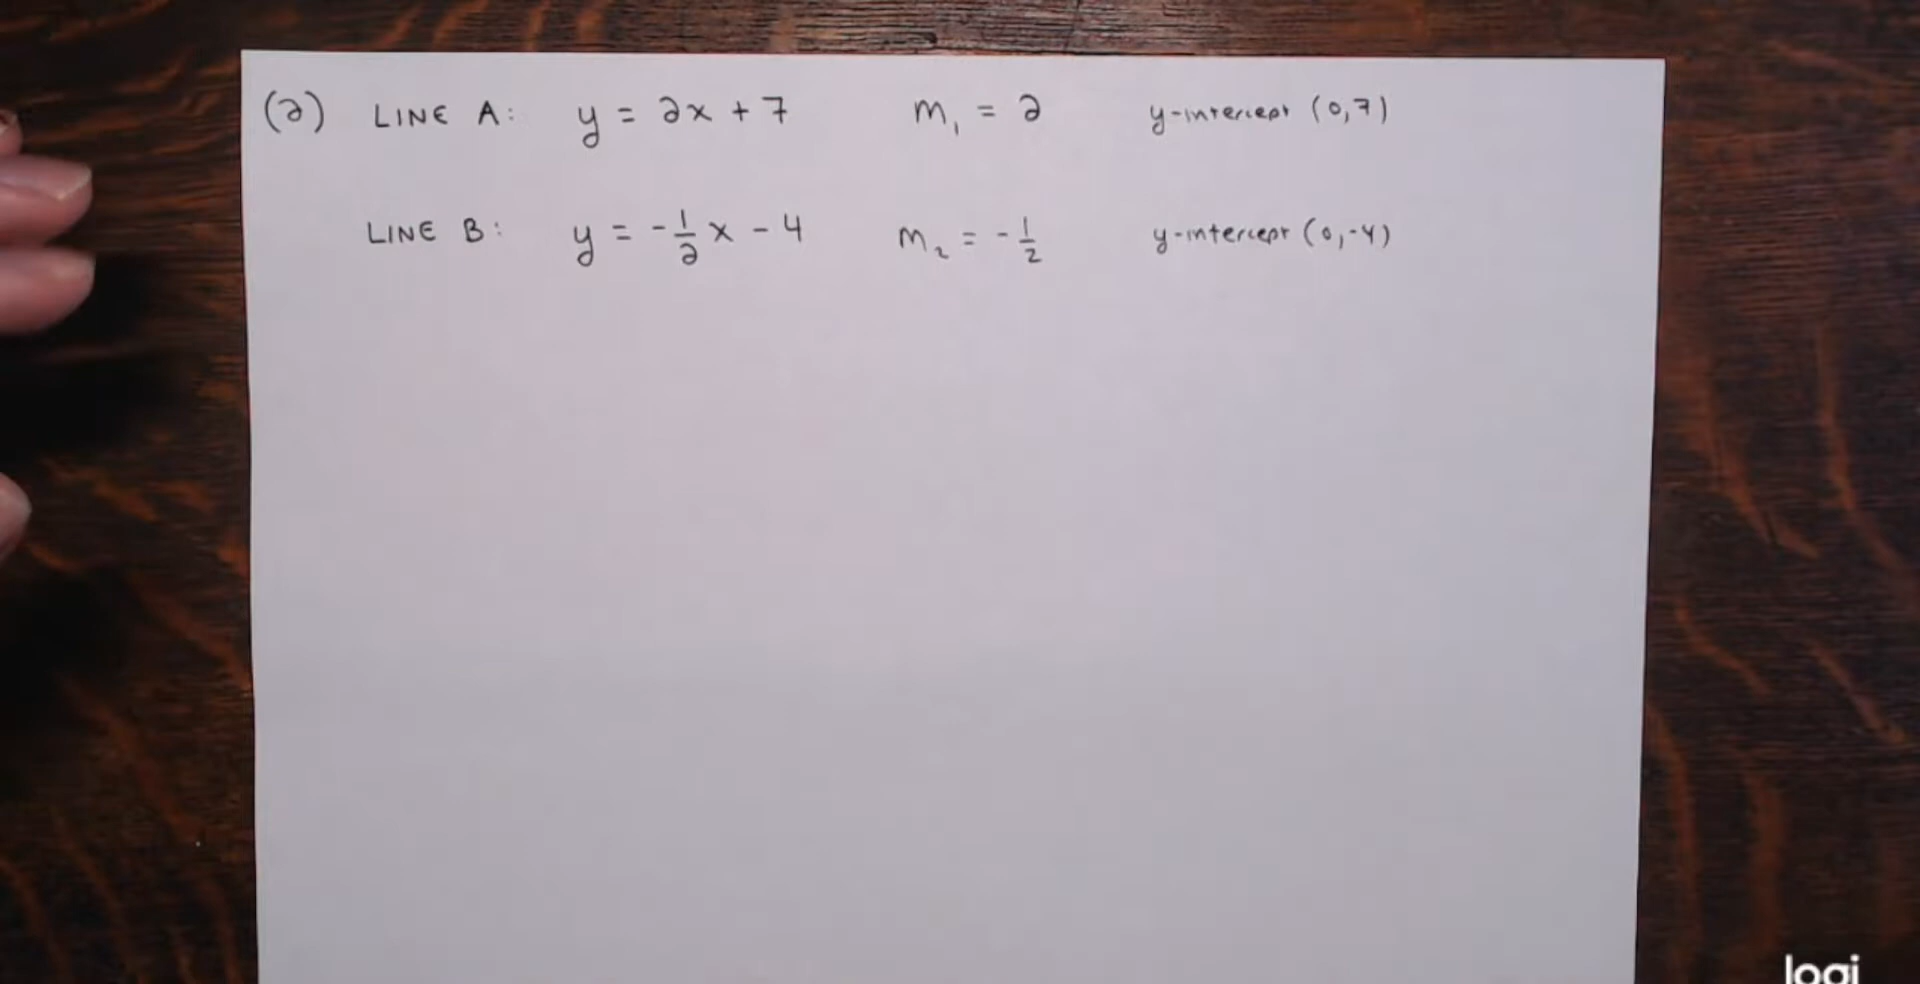 (2) LINE A: y = 2x + 7 m₁ = 2 y-intercept (0,7)
LINE B: y = -1/2 x - 4 m₂ = -1/2 y-intercept (0,-4)
logi